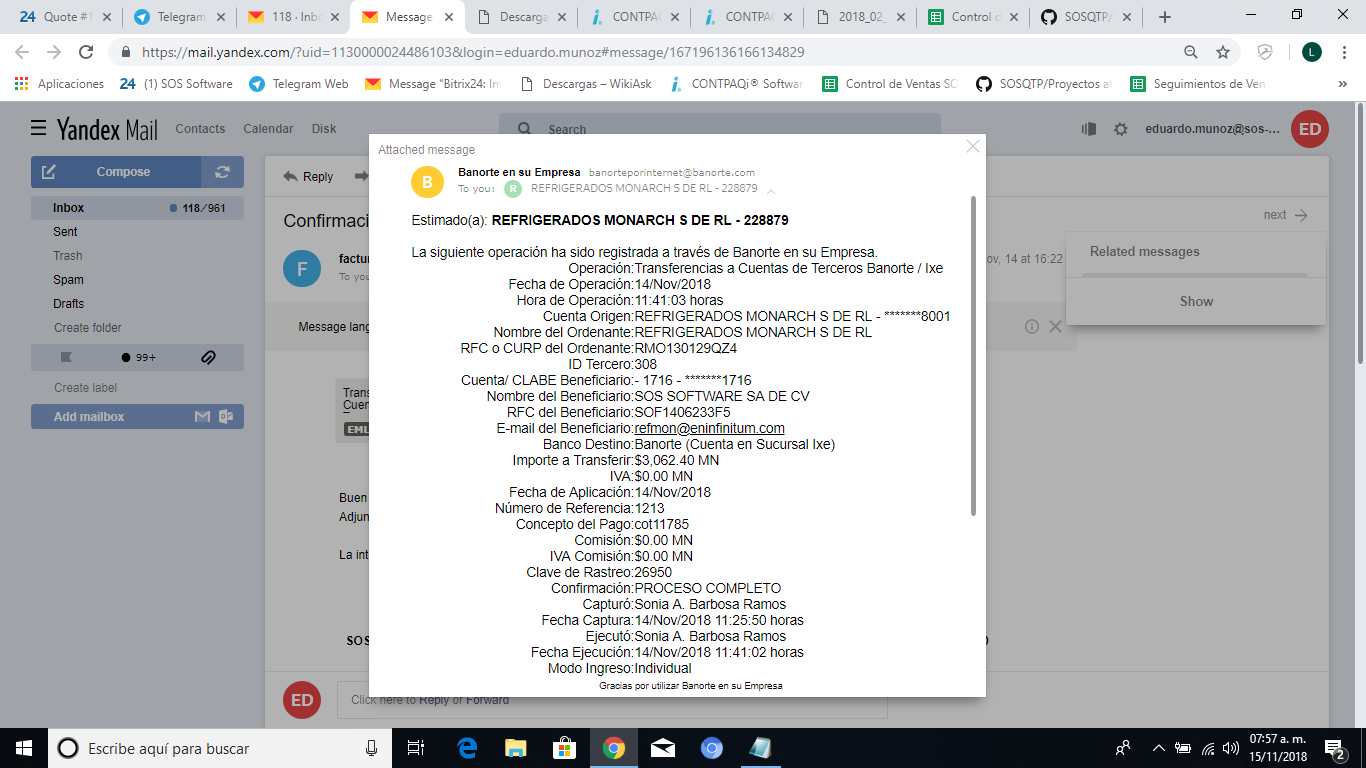 24 Quote #1
Telegram
118 · Inbo
Message
Descarga
CONTPAQ
CONTPAQ
2018_02_
Control d
SOSQTP/
https://mail.yandex.com/?uid=1130000024486103&login=eduardo.munoz#message/167196136166134829
L
Aplicaciones
24 (1) SOS Software
Telegram Web
Message "Bitrix24: In
Descargas – WikiAsk
CONTPAQi® Softwar
Control de Ventas SO
SOSQTP/Proyectos at
Seguimientos de Ven
»
Yandex Mail
Contacts
Calendar
Disk
Search
eduardo.munoz@sos-...
ED
Compose
Inbox 118/961
Sent
Trash
Spam
Drafts
Create folder
99+
Create label
Add mailbox
Reply
next
Confirmaci
F
factur
To you
ov, 14 at 16:22
Related messages
Show
Message lang
Trans
Cuen
EML
Buen
Adjun
La int
SOS
ED
Click here to Reply or Forward
Attached message
B
Banorte en su Empresa banorteporinternet@banorte.com
To you: R REFRIGERADOS MONARCH S DE RL - 228879
Estimado(a): REFRIGERADOS MONARCH S DE RL - 228879
La siguiente operación ha sido registrada a través de Banorte en su Empresa.
Operación:Transferencias a Cuentas de Terceros Banorte / Ixe
Fecha de Operación:14/Nov/2018
Hora de Operación:11:41:03 horas
Cuenta Origen:REFRIGERADOS MONARCH S DE RL - *******8001
Nombre del Ordenante:REFRIGERADOS MONARCH S DE RL
RFC o CURP del Ordenante:RMO130129QZ4
ID Tercero:308
Cuenta/ CLABE Beneficiario:- 1716 - *******1716
Nombre del Beneficiario:SOS SOFTWARE SA DE CV
RFC del Beneficiario:SOF1406233F5
E-mail del Beneficiario:refmon@eninfinitum.com
Banco Destino:Banorte (Cuenta en Sucursal Ixe)
Importe a Transferir:$3,062.40 MN
IVA:$0.00 MN
Fecha de Aplicación:14/Nov/2018
Número de Referencia:1213
Concepto del Pago:cot11785
Comisión:$0.00 MN
IVA Comisión:$0.00 MN
Clave de Rastreo:26950
Confirmación:PROCESO COMPLETO
Capturó:Sonia A. Barbosa Ramos
Fecha Captura:14/Nov/2018 11:25:50 horas
Ejecutó:Sonia A. Barbosa Ramos
Fecha Ejecución:14/Nov/2018 11:41:02 horas
Modo Ingreso:Individual
Gracias por utilizar Banorte en su Empresa
Escribe aquí para buscar
07:57 a. m.
15/11/2018
2